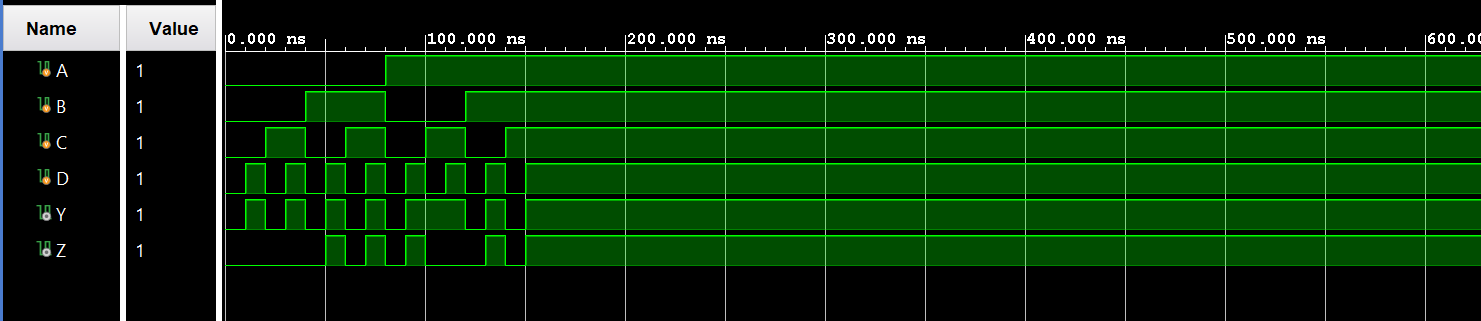 Name Value
0.000 ns 100.000 ns 200.000 ns 300.000 ns 400.000 ns 500.000 ns 600.0
A 1
B 1
C 1
D 1
Y 1
Z 1